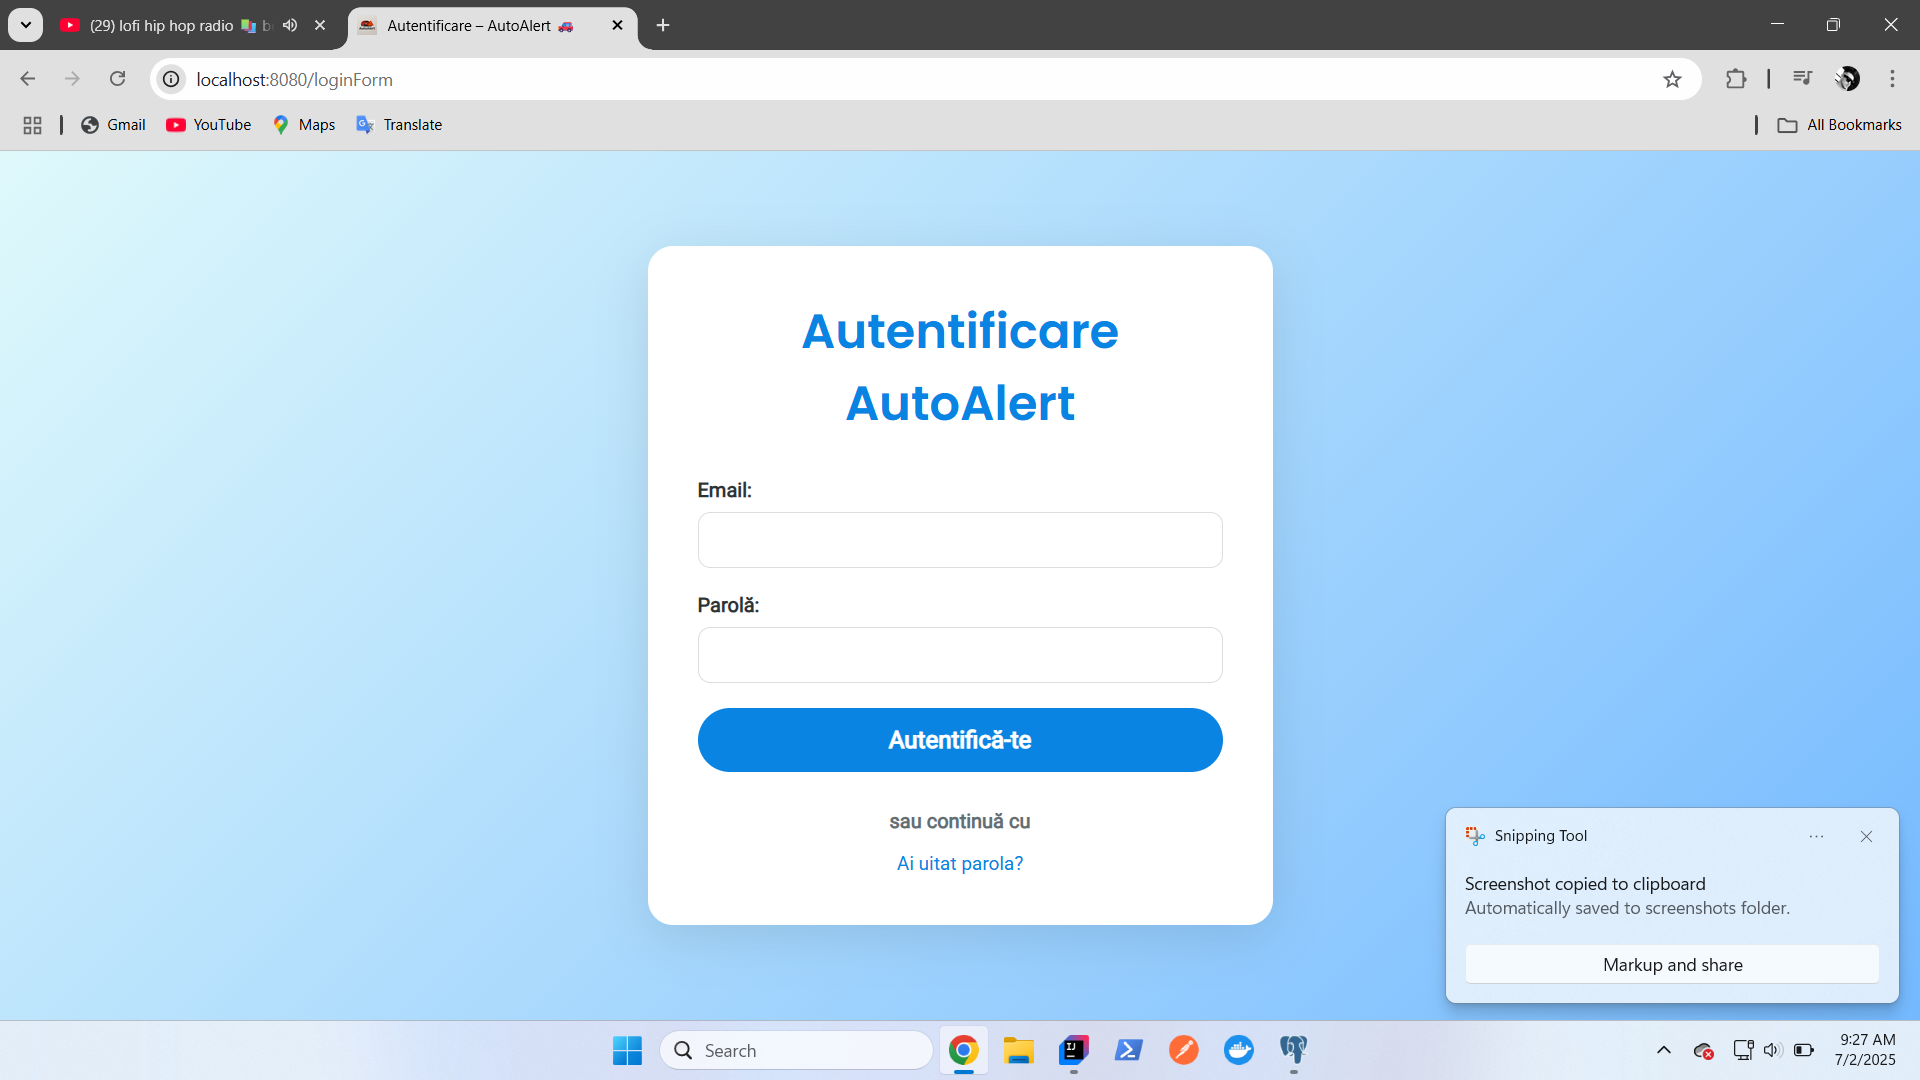 (29) lofi hip hop radio 📚 b
Autentificare – AutoAlert 🚗
localhost:8080/loginForm
Gmail
YouTube
Maps
Translate
All Bookmarks
Autentificare
AutoAlert
Email:
Parolă:
Autentifică-te
sau continuă cu
Ai uitat parola?
Snipping Tool
Screenshot copied to clipboard
Automatically saved to screenshots folder.
Markup and share
Search
9:27 AM
7/2/2025